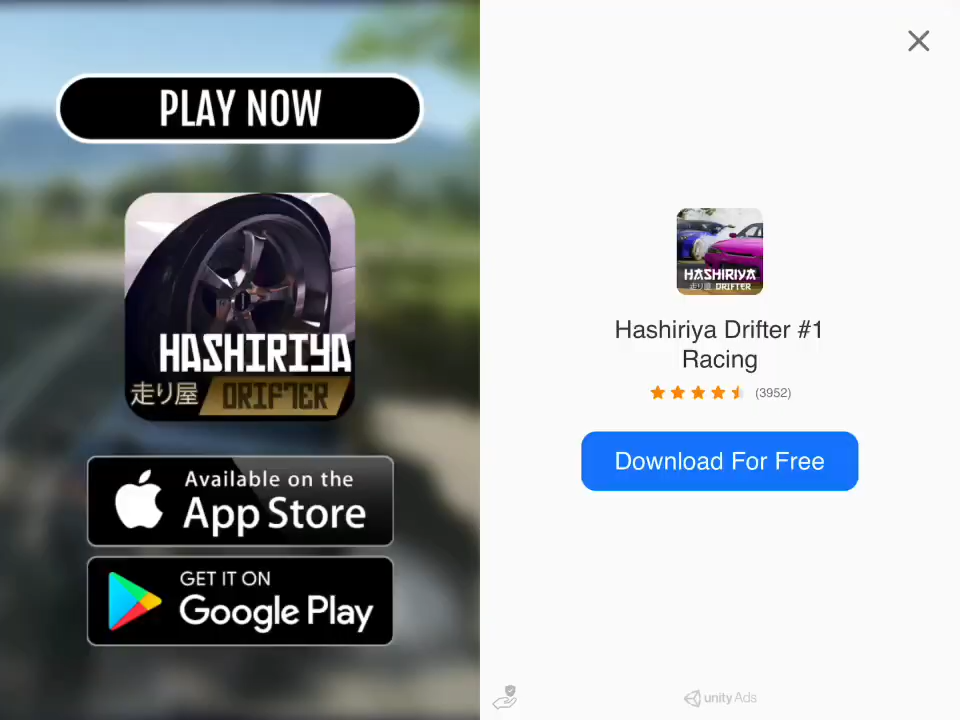 PLAY NOW
HASHIRIYA
走り屋 DRIFTER
Available on the
App Store
GET IT ON
Google Play
HASHIRIYA
走り屋 DRIFTER
Hashiriya Drifter #1
Racing
(3952)
Download For Free
unity Ads